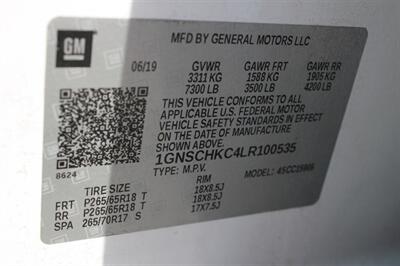 GM
MFD BY GENERAL MOTORS LLC
06/19 GVWR GAWR FRT GAWR RR
3311 KG 1588 KG 1905 KG
7300 LB 3500 LB 4200 LB
THIS VEHICLE CONFORMS TO ALL
APPLICABLE U.S. FEDERAL MOTOR
VEHICLE SAFETY STANDARDS IN EFFECT ON
THE DATE OF MANUFACTURE SHOWN ABOVE.
1GNSCHKC4LR100535
8624 TYPE: M.P.V. MODEL:
TIRE SIZE RIM
FRT P265/65R18 T 18X8.5J
RR P265/65R18 T 18X8.5J
SPA 265/70R17 S 17X7.5J